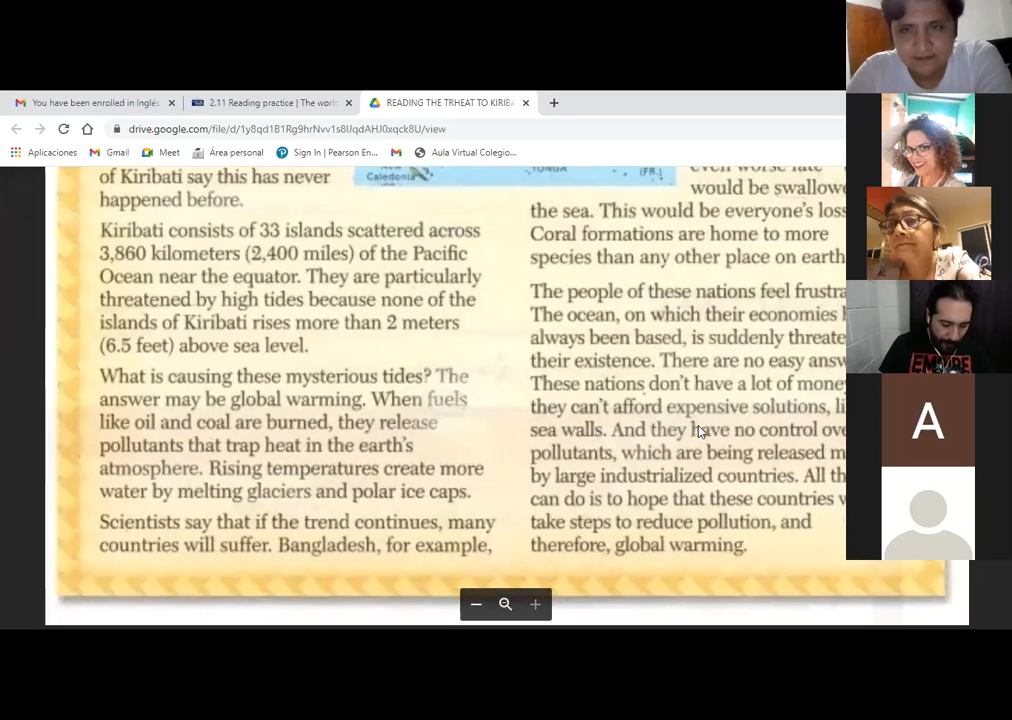 You have been enrolled in Inglés
2.11 Reading practice | The world
READING THE TRHEAT TO KIRIBA
drive.google.com/file/d/1y8qd1B1Rg9hrNvv1s8IJqdAHJ0xqck8U/view
Aplicaciones
Gmail
Meet
Área personal
Sign In | Pearson En...
Aula Virtual Colegio...
of Kiribati say this has never
happened before.
Kiribati consists of 33 islands scattered across
3,860 kilometers (2,400 miles) of the Pacific
Ocean near the equator. They are particularly
threatened by high tides because none of the
islands of Kiribati rises more than 2 meters
(6.5 feet) above sea level.
What is causing these mysterious tides? The
answer may be global warming. When fuels
like oil and coal are burned, they release
pollutants that trap heat in the earth's
atmosphere. Rising temperatures create more
water by melting glaciers and polar ice caps.
Scientists say that if the trend continues, many
countries will suffer. Bangladesh, for example,
Caledonia
TONGA
(FR.)
even worse fate
would be swallowe
the sea. This would be everyone's loss
Coral formations are home to more
species than any other place on earth
The people of these nations feel frustra
The ocean, on which their economies h
always been based, is suddenly threate
their existence. There are no easy answ
These nations don't have a lot of money
they can't afford expensive solutions, li
sea walls. And they have no control ove
pollutants, which are being released m
by large industrialized countries. All th
can do is to hope that these countries w
take steps to reduce pollution, and
therefore, global warming.
EMPIRE
A